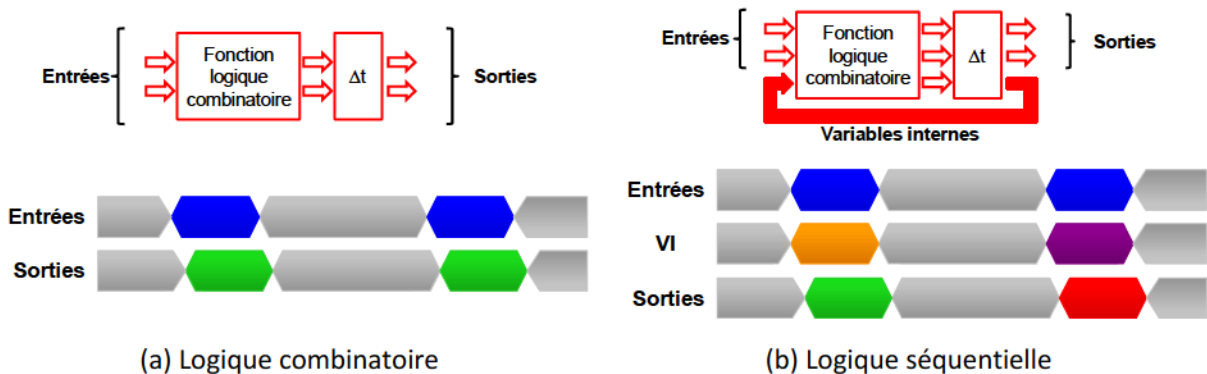 Entrées
Fonction
logique
combinatoire
Δt
Sorties
Entrées
Sorties
(a) Logique combinatoire
Entrées
Fonction
logique
combinatoire
Δt
Sorties
Variables internes
Entrées
VI
Sorties
(b) Logique séquentielle